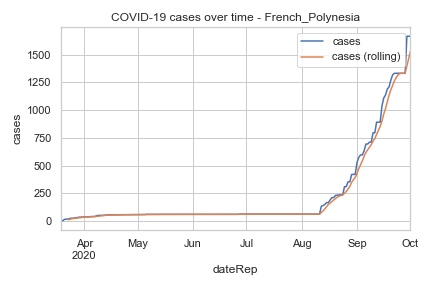 COVID-19 cases over time - French_Polynesia
cases
cases (rolling)
cases
1500
1250
1000
750
500
250
0
Apr
2020
May
Jun
Jul
Aug
Sep
Oct
dateRep